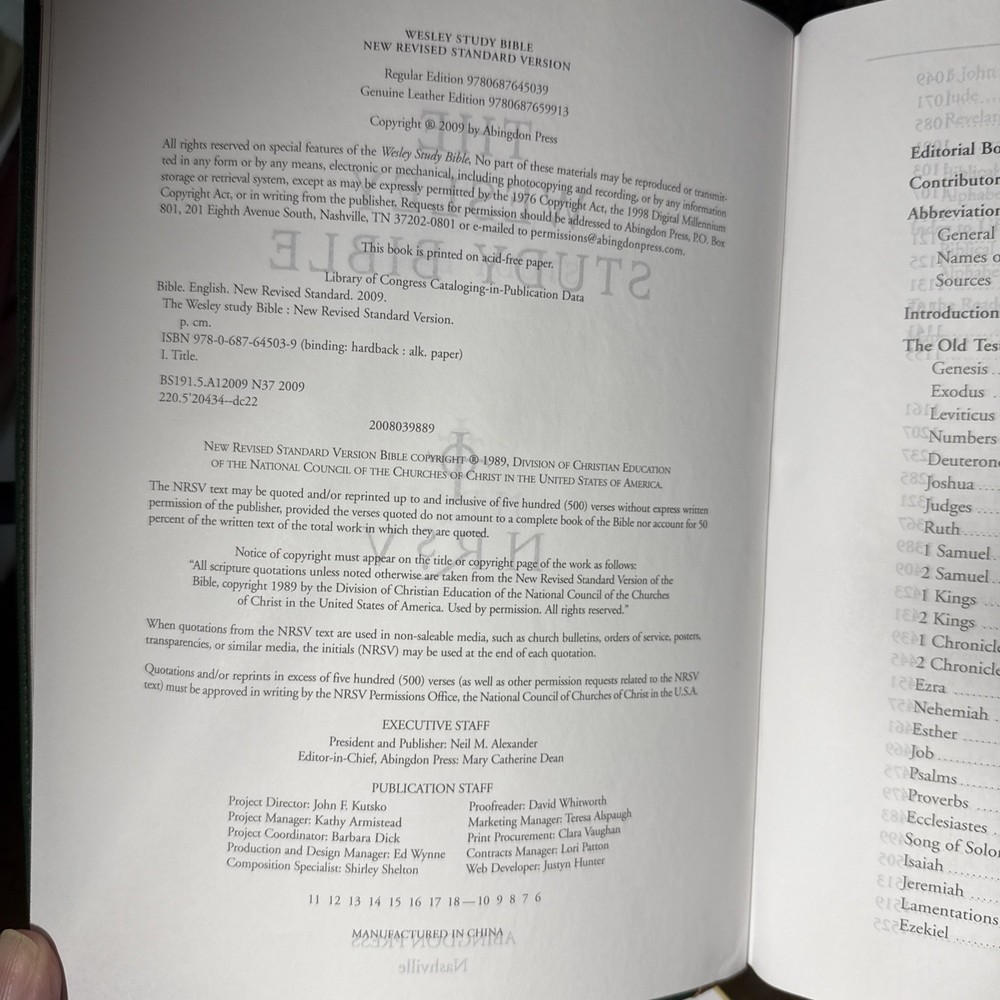 WESLEY STUDY BIBLE
NEW REVISED STANDARD VERSION
Regular Edition 9780687645039
Genuine Leather Edition 9780687659913
Copyright ® 2009 by Abingdon Press
All rights reserved on special features of the Wesley Study Bible, No part of these materials may be reproduced or transmit-
ted in any form or by any means, electronic or mechanical, including photocopying and recording, or by any information
storage or retrieval system, except as may be expressly permitted by the 1976 Copyright Act, the 1998 Digital Millennium
Copyright Act, or in writing from the publisher, Requests for permission should be addressed to Abingdon Press, P.O. Box
801, 201 Eighth Avenue South, Nashville, TN 37202-0801 or e-mailed to permissions@abingdonpress.com.
This book is printed on acid-free paper.
Library of Congress Cataloging-in-Publication Data
Bible. English. New Revised Standard. 2009.
The Wesley study Bible : New Revised Standard Version.
p. cm.
ISBN 978-0-687-64503-9 (binding: hardback : alk. paper)
I. Title.
BS191.5.A12009 N37 2009
220.5'20434--dc22
2008039889
NEW REVISED STANDARD VERSION BIBLE COPYRIGHT ® 1989, DIVISION OF CHRISTIAN EDUCATION
OF THE NATIONAL COUNCIL OF THE CHURCHES OF CHRIST IN THE UNITED STATES OF AMERICA.
The NRSV text may be quoted and/or reprinted up to and inclusive of five hundred (500) verses without express written
permission of the publisher, provided the verses quoted do not amount to a complete book of the Bible nor account for 50
percent of the written text of the total work in which they are quoted.
Notice of copyright must appear on the title or copyright page of the work as follows:
"All scripture quotations unless noted otherwise are taken from the New Revised Standard Version of the
Bible, copyright 1989 by the Division of Christian Education of the National Council of the Churches
of Christ in the United States of America. Used by permission. All rights reserved."
When quotations from the NRSV text are used in non-saleable media, such as church bulletins, orders of service, posters,
transparencies, or similar media, the initials (NRSV) may be used at the end of each quotation.
Quotations and/or reprints in excess of five hundred (500) verses (as well as other permission requests related to the NRSV
text) must be approved in writing by the NRSV Permissions Office, the National Council of Churches of Christ in the U.S.A.
EXECUTIVE STAFF
President and Publisher: Neil M. Alexander
Editor-in-Chief, Abingdon Press: Mary Catherine Dean
PUBLICATION STAFF
Project Director: John F. Kutsko
Project Manager: Kathy Armistead
Project Coordinator: Barbara Dick
Production and Design Manager: Ed Wynne
Composition Specialist: Shirley Shelton
Proofreader: David Whitworth
Marketing Manager: Teresa Alspaugh
Print Procurement: Clara Vaughan
Contracts Manager: Lori Patton
Web Developer: Justyn Hunter
11 12 13 14 15 16 17 18—10 9 8 7 6
MANUFACTURED IN CHINA
Editorial Bo
Contributor
Abbreviation
General
Names o
Sources
Introduction
The Old Tes
Genesis ..
Exodus .
Leviticus
Numbers
Deuterono
Joshua ....
Judges ....
Ruth ......
1 Samuel.
2 Samuel..
1 Kings ...
2 Kings ...
1 Chronicle
2 Chronicle
Ezra ........
Nehemiah .
Esther ......
Job...........
Psalms.......
Proverbs ...
Ecclesiastes .
Song of Solo
Isaiah .........
Jeremiah .....
Lamentations
Ezekiel ........